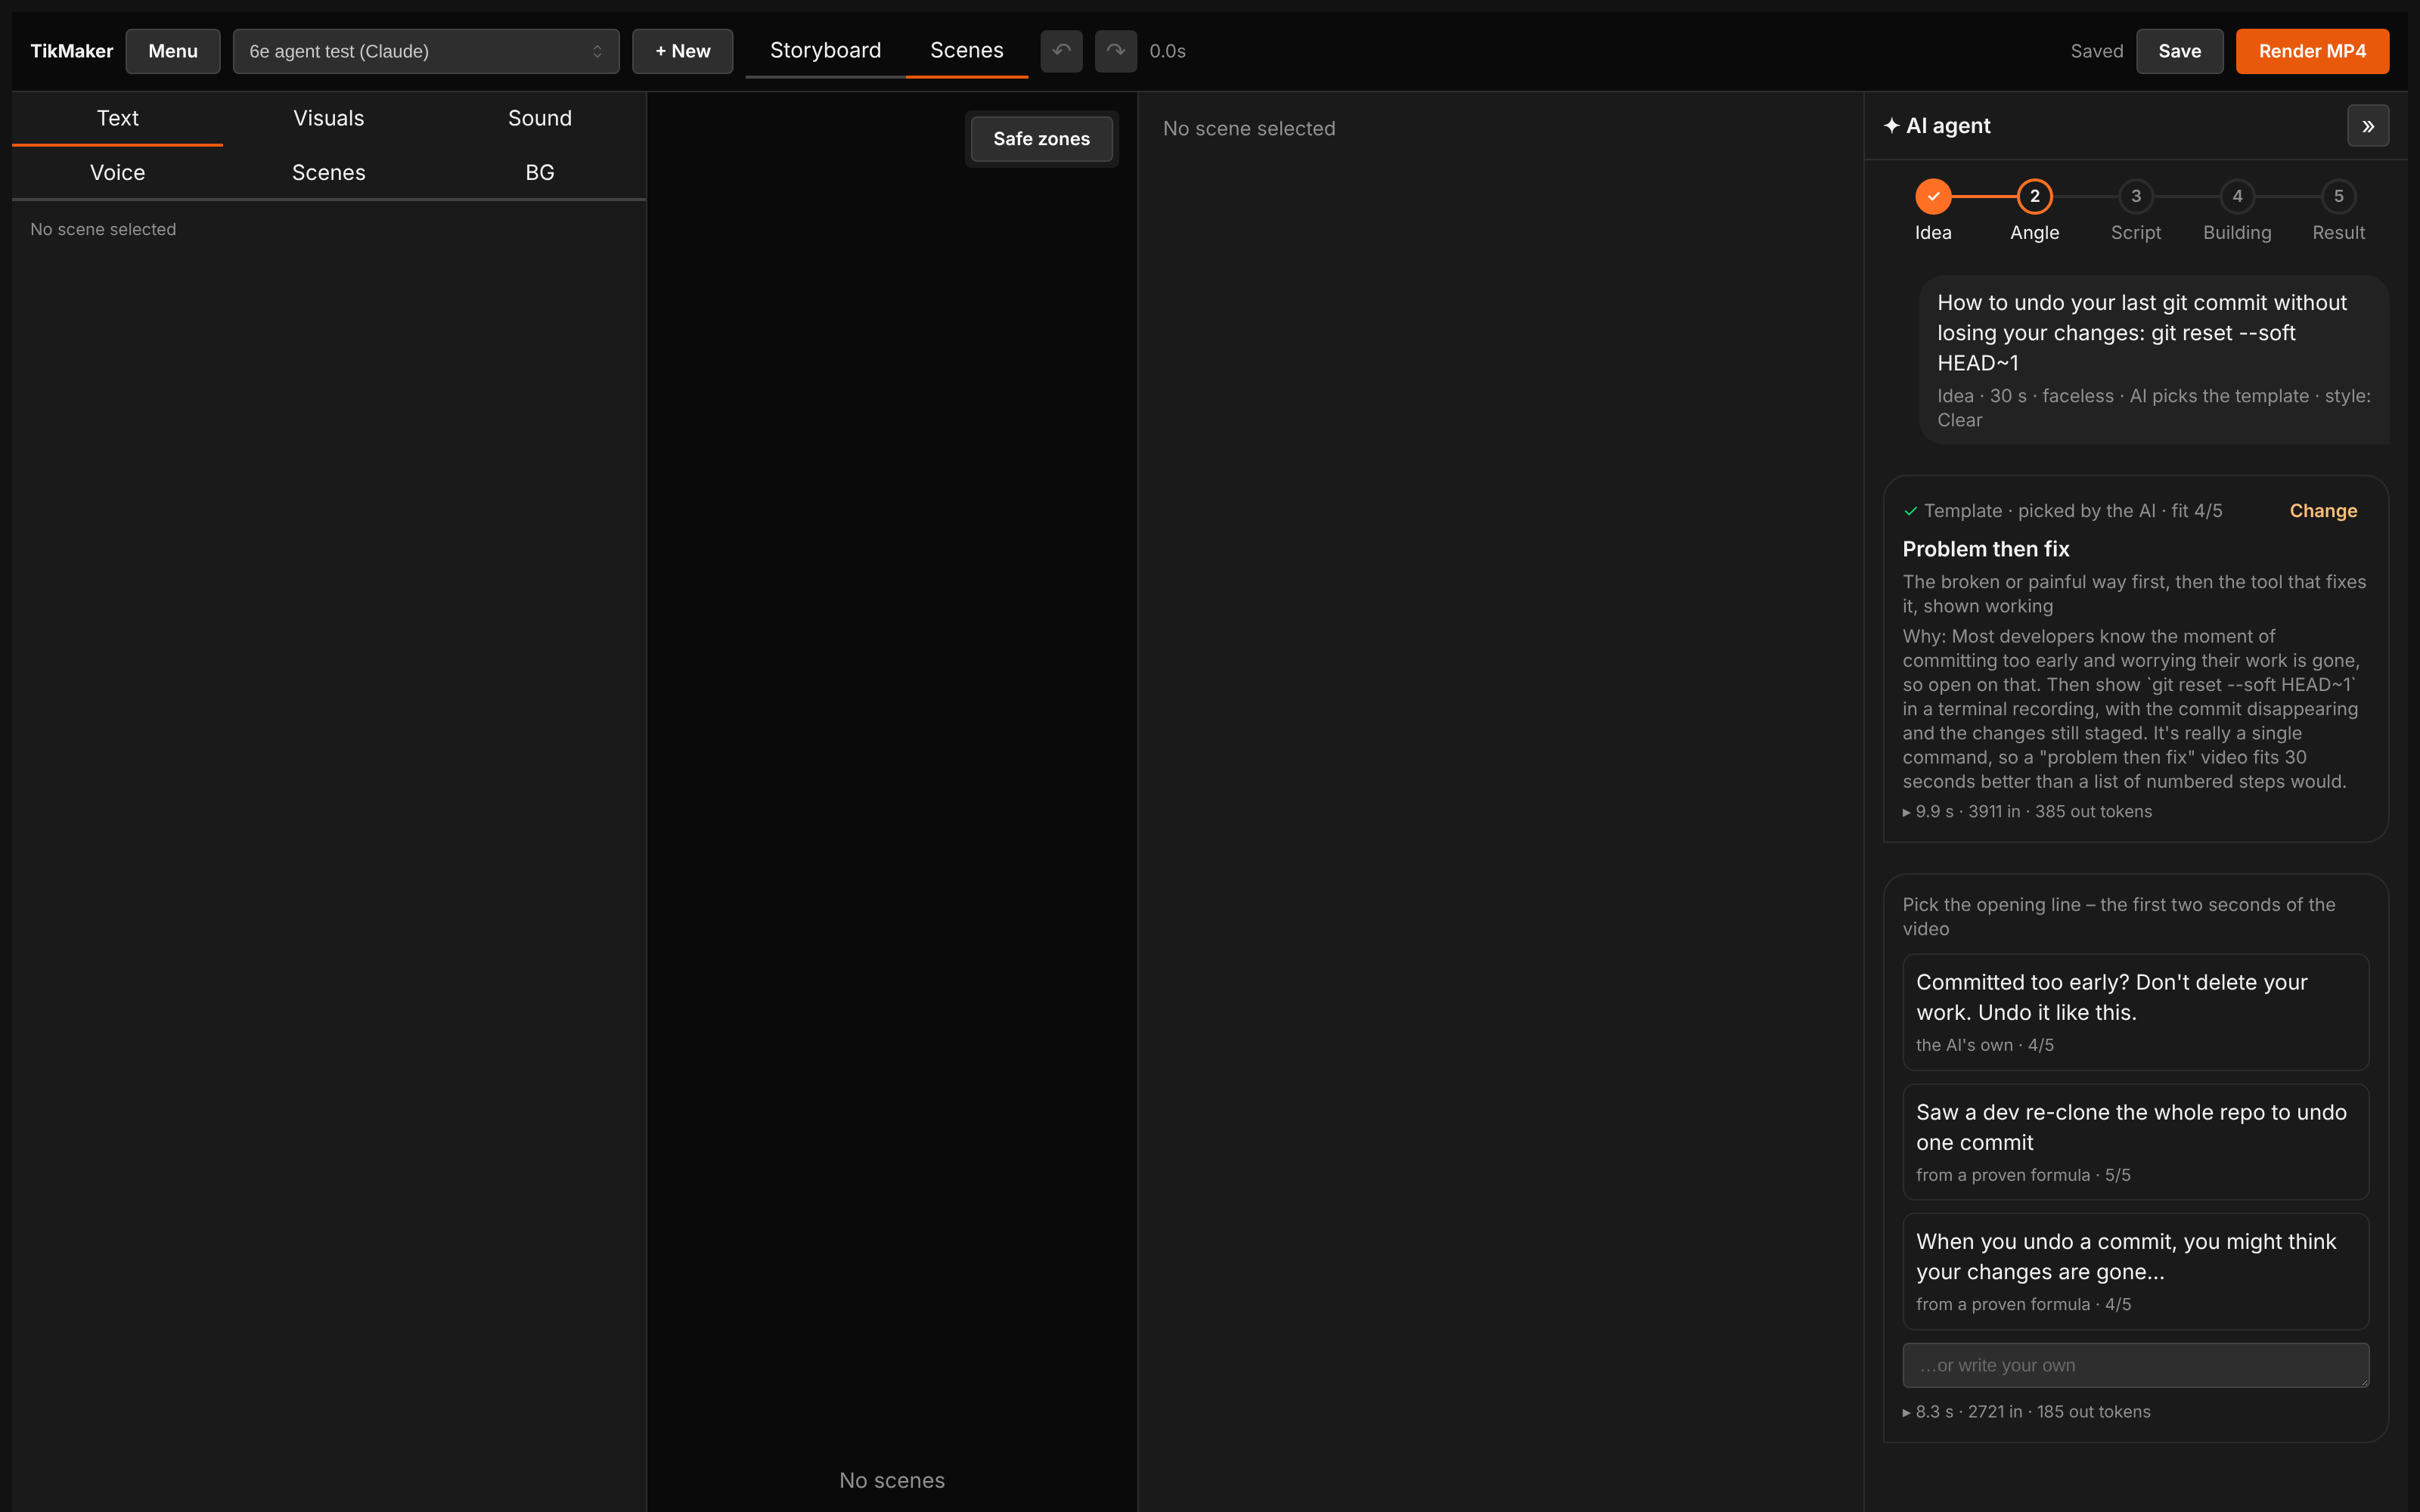 TikMaker
Menu
6e agent test (Claude)
+ New
Storyboard
Scenes
0.0s
Saved
Save
Render MP4
Text
Visuals
Sound
Voice
Scenes
BG
No scene selected
Safe zones
No scenes
No scene selected
AI agent
2
3
4
5
Idea
Angle
Script
Building
Result
How to undo your last git commit without
losing your changes: git reset --soft
HEAD~1
Idea · 30 s · faceless · AI picks the template · style:
Clear
Template · picked by the AI · fit 4/5
Change
Problem then fix
The broken or painful way first, then the tool that fixes
it, shown working
Why: Most developers know the moment of
committing too early and worrying their work is gone,
so open on that. Then show `git reset --soft HEAD~1`
in a terminal recording, with the commit disappearing
and the changes still staged. It's really a single
command, so a "problem then fix" video fits 30
seconds better than a list of numbered steps would.
▸ 9.9 s · 3911 in · 385 out tokens
Pick the opening line – the first two seconds of the
video
Committed too early? Don't delete your
work. Undo it like this.
the AI's own · 4/5
Saw a dev re-clone the whole repo to undo
one commit
from a proven formula · 5/5
When you undo a commit, you might think
your changes are gone...
from a proven formula · 4/5
...or write your own
▸ 8.3 s · 2721 in · 185 out tokens